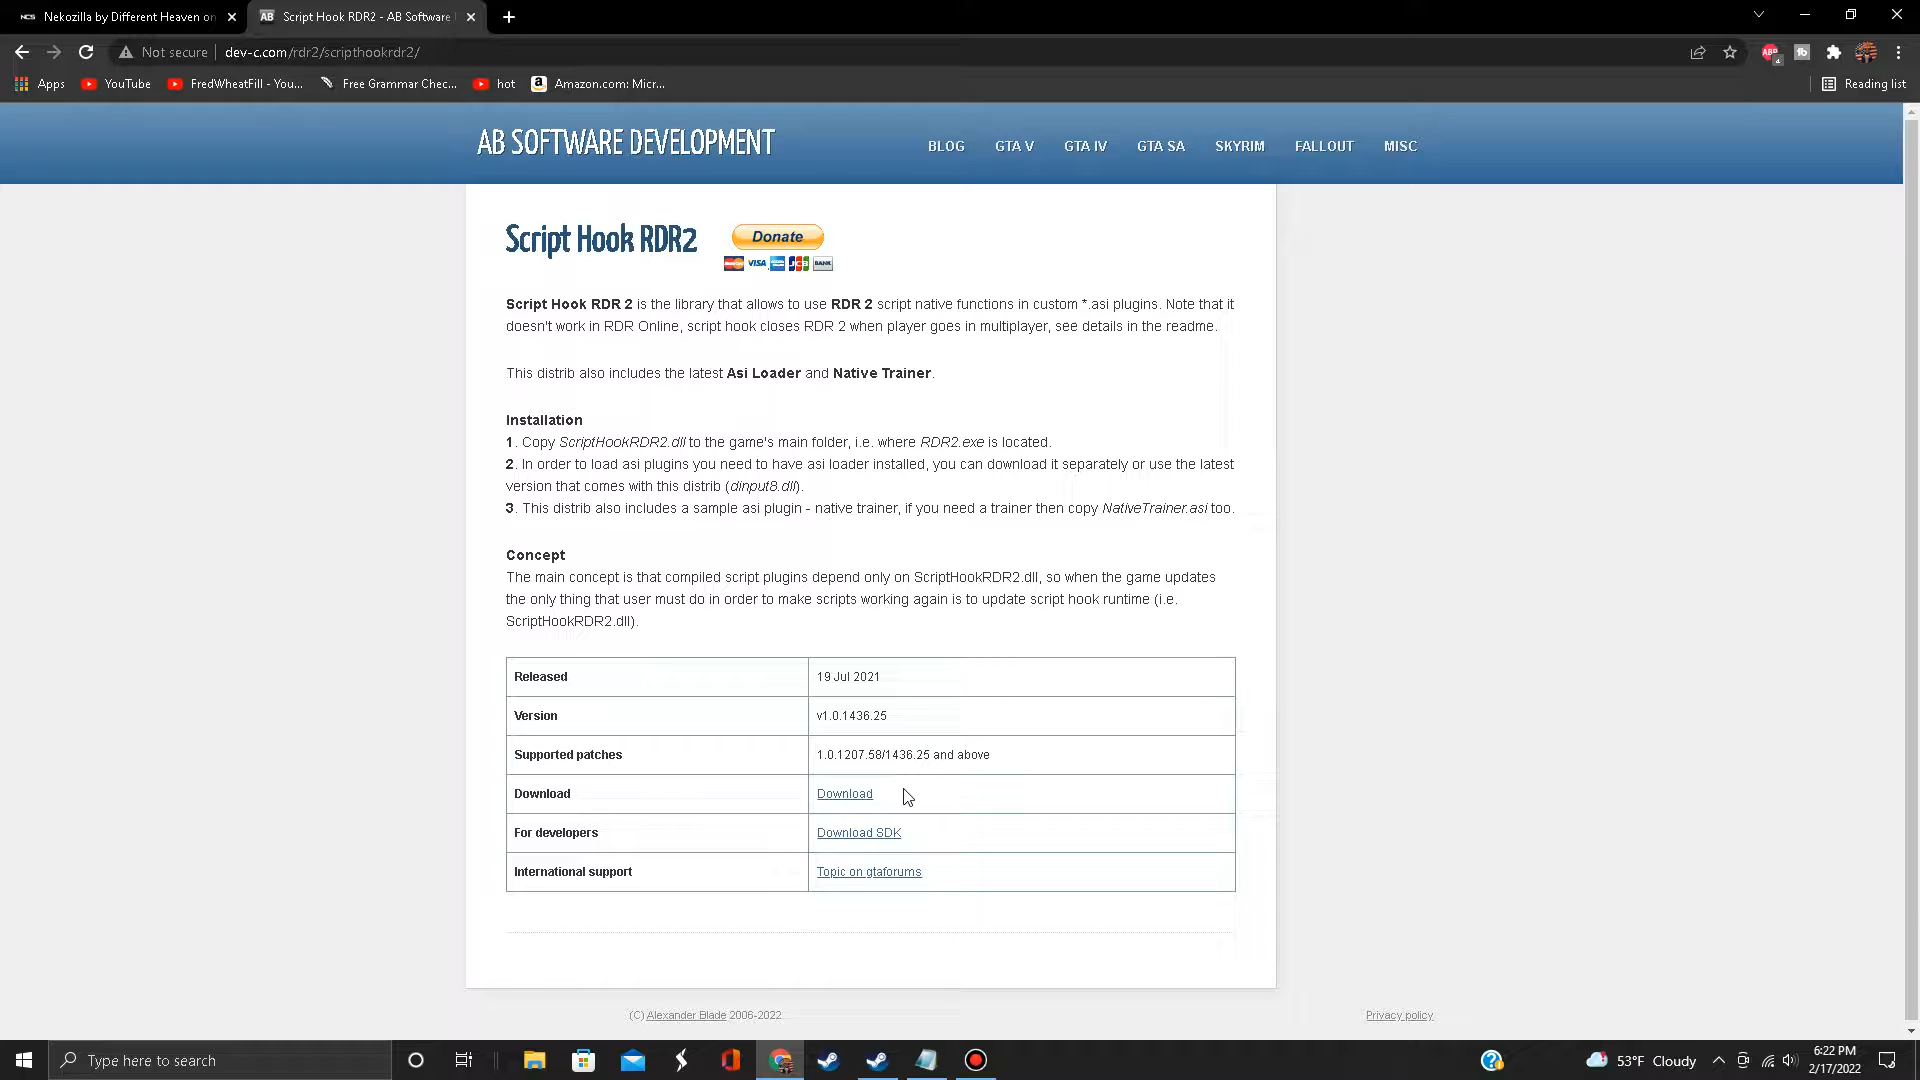 Nekozilla by Different Heaven on
Script Hook RDR2 - AB Software
Not secure
dev-c.com/rdr2/scripthookrdr2/
Apps
YouTube
FredWheatFill - You...
Free Grammar Chec...
hot
Amazon.com: Micr...
Reading list
AB SOFTWARE DEVELOPMENT
BLOG
GTA V
GTA IV
GTA SA
SKYRIM
FALLOUT
MISC
Script Hook RDR2
Donate
VISA
JCB
BANK
Script Hook RDR 2 is the library that allows to use RDR 2 script native functions in custom *.asi plugins. Note that it
doesn't work in RDR Online, script hook closes RDR 2 when player goes in multiplayer, see details in the readme.
This distrib also includes the latest Asi Loader and Native Trainer.
Installation
1. Copy ScriptHookRDR2.dll to the game's main folder, i.e. where RDR2.exe is located.
2. In order to load asi plugins you need to have asi loader installed, you can download it separately or use the latest
version that comes with this distrib (dinput8.dll).
3. This distrib also includes a sample asi plugin - native trainer, if you need a trainer then copy NativeTrainer.asi too.
Concept
The main concept is that compiled script plugins depend only on ScriptHookRDR2.dll, so when the game updates
the only thing that user must do in order to make scripts working again is to update script hook runtime (i.e.
ScriptHookRDR2.dll).
Released
19 Jul 2021
Version
v1.0.1436.25
Supported patches
1.0.1207.58/1436.25 and above
Download
Download
For developers
Download SDK
International support
Topic on gtaforums
(C) Alexander Blade 2006-2022
Privacy policy
Type here to search
53°F Cloudy
6:22 PM
2/17/2022